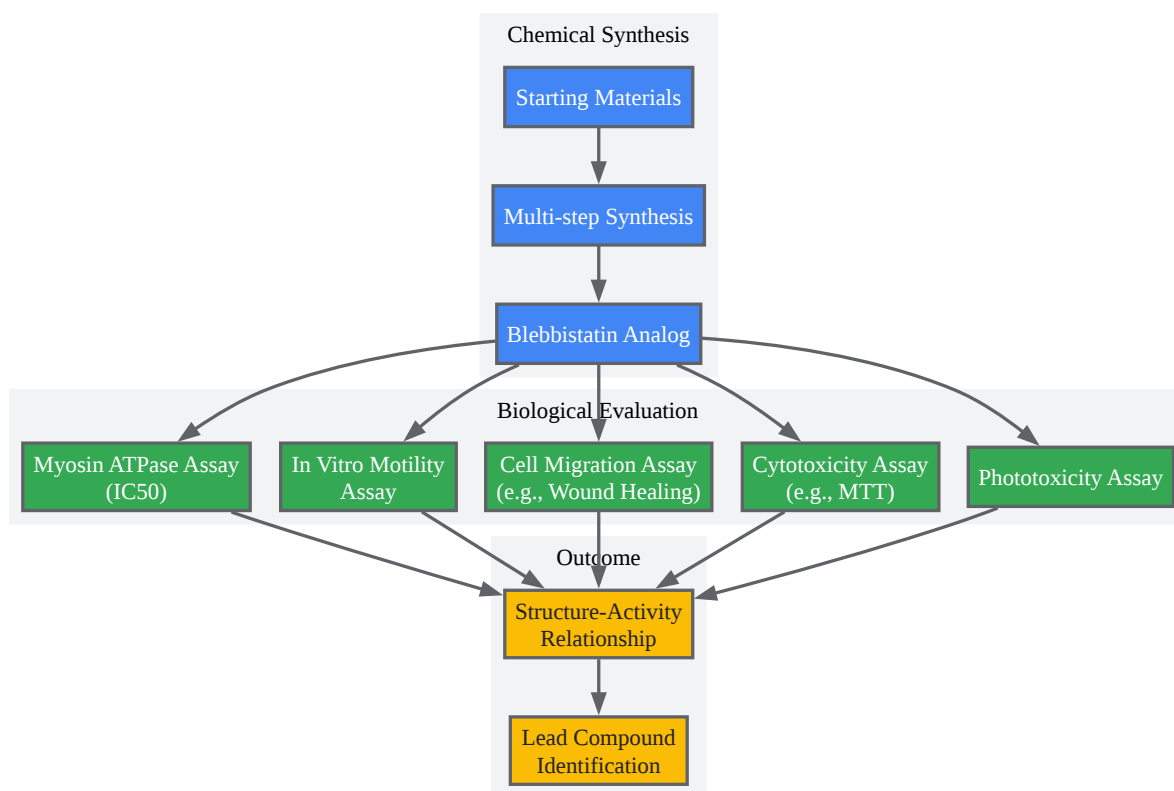 Chemical Synthesis
Starting Materials
Multi-step Synthesis
Blebbistatin Analog
Biological Evaluation
Myosin ATPase Assay
(IC50)
In Vitro Motility
Assay
Cell Migration Assay
(e.g., Wound Healing)
Cytotoxicity Assay
(e.g., MTT)
Phototoxicity Assay
Outcome
Structure-Activity
Relationship
Lead Compound
Identification